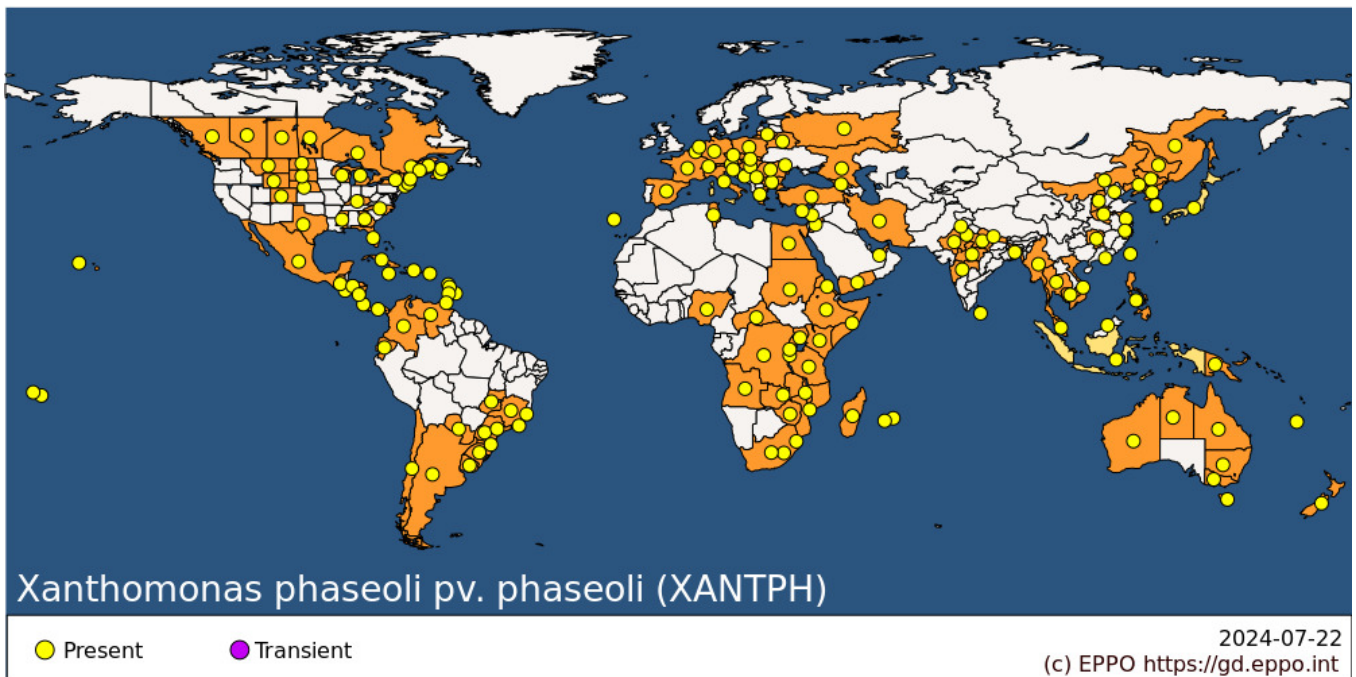 Xanthomonas phaseoli pv. phaseoli (XANTPH)
Present
Transient
2024-07-22
(c) EPPO https://gd.eppo.int